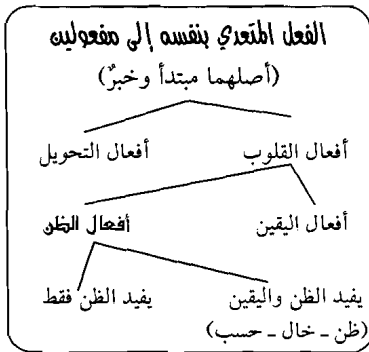 الفعل المتعدي بنفسه إلى مفعولين
(أصلهما مبتدأ وخبرٌ)
أفعال القلوب أفعال التحويل
أفعال اليقين أفعال الظن
يفيد الظن واليقين يفيد الظن فقط
(ظن - خال - حسب)